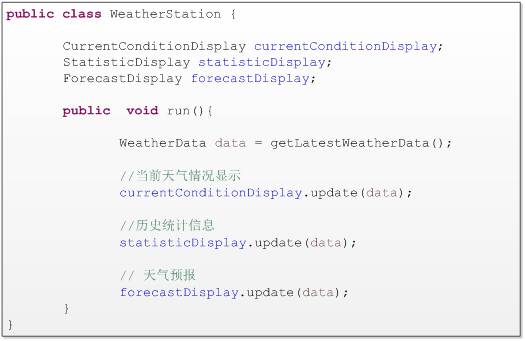 public class WeatherStation {
CurrentConditionDisplay currentConditionDisplay;
StatisticDisplay statisticDisplay;
ForecastDisplay forecastDisplay;
public void run(){
WeatherData data = getLatestWeatherData();
//当前天气情况显示
currentConditionDisplay.update(data);
//历史统计信息
statisticDisplay.update(data);
// 天气预报
forecastDisplay.update(data);
}
}